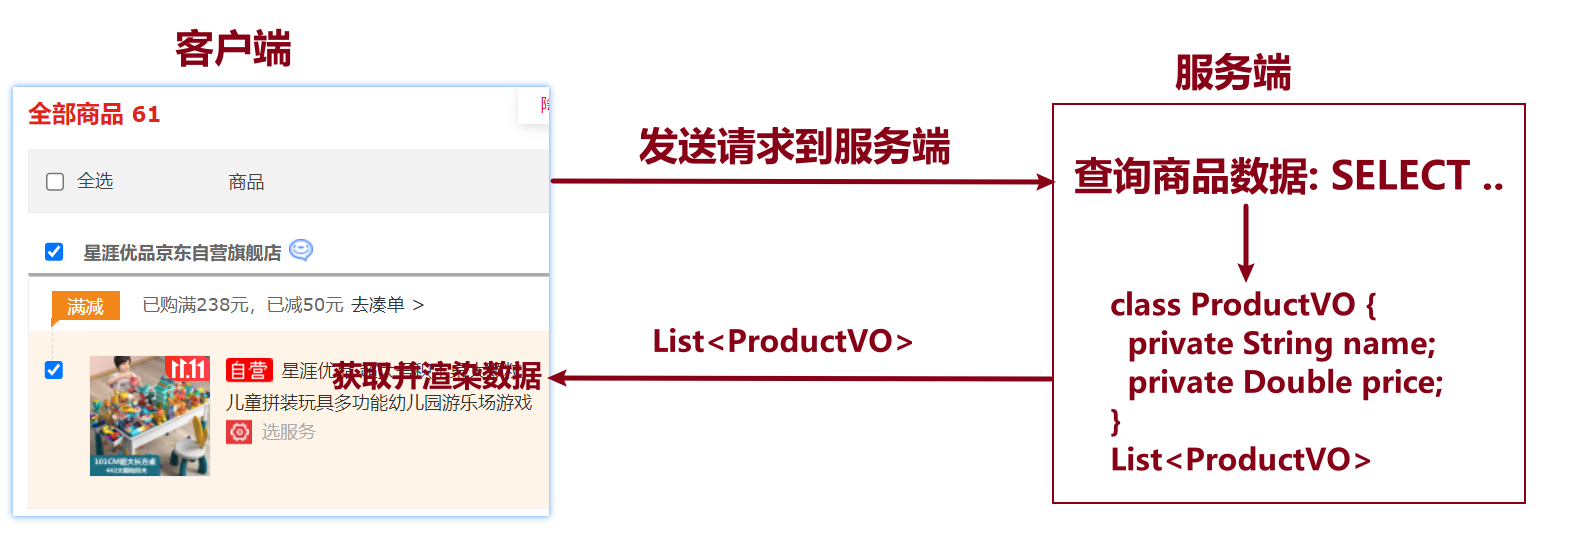 客户端
全部商品 61
全选
商品
星涯优品京东自营旗舰店
满减
已购满238元，已减50元 去凑单 >
11.11
自营 星涯优
获取并渲染数据
儿童拼装玩具多功能幼儿园游乐场游戏
选服务
101CM超大长方桌
发送请求到服务端
List<ProductVO>
服务端
查询商品数据: SELECT ..
class ProductVO {
private String name;
private Double price;
}
List<ProductVO>